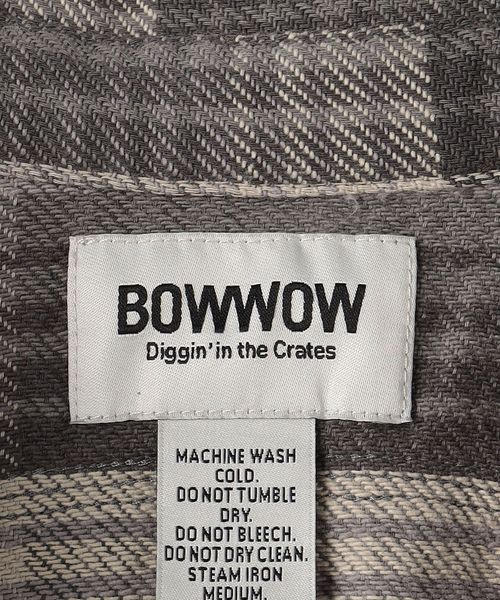 BOWWOW
Diggin' in the Crates
MACHINE WASH
COLD.
DO NOT TUMBLE
DRY.
DO NOT BLEECH.
DO NOT DRY CLEAN.
STEAM IRON
MEDIUM.